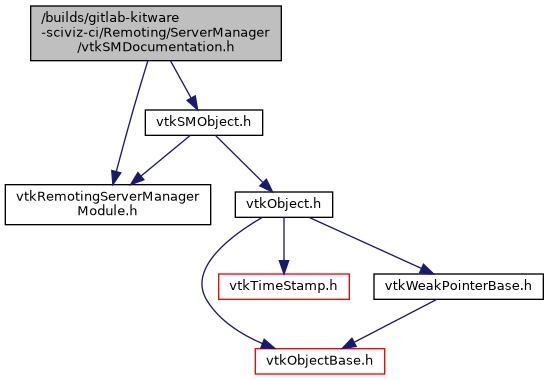 /builds/gitlab-kitware
-sciviz-ci/Remoting/ServerManager
/vtkSMDocumentation.h
vtkSMObject.h
vtkRemotingServerManager
Module.h
vtkObject.h
vtkTimeStamp.h
vtkWeakPointerBase.h
vtkObjectBase.h